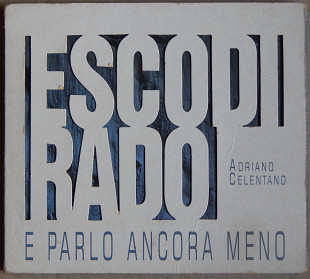 ESCO DI
RADO
ADRIANO
CELENTANO
E PARLO ANCORA MENO